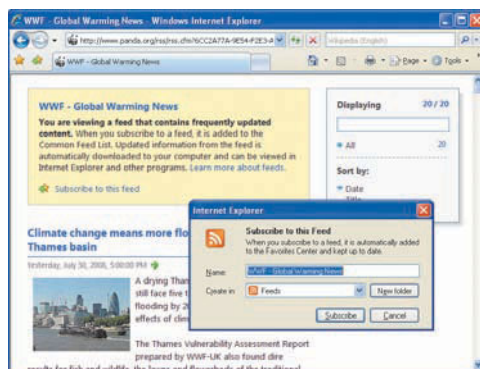 WWF - Global Warming News - Windows Internet Explorer
http://www.panda.org/rss/rss.cfm?
Wikipedia (English)
WWF - Global Warming News
Page
Tools
WWF - Global Warming News
You are viewing a feed that contains frequently updated
content. When you subscribe to a feed, it is added to the
Common Feed List. Updated information from the feed is
automatically downloaded to your computer and can be viewed in
Internet Explorer and other programs. Learn more about feeds.
Subscribe to this feed
Displaying 20 / 20
All 20
Sort by:
Date
Title
Climate change means more flo
Thames basin
Yesterday, July 30, 2008, 5:00:00 PM
A drying Tham
still face five t
flooding by 20
effects of clim
The Thames Vulnerability Assessment Report
prepared by WWF-UK also found dire
Internet Explorer
Subscribe to this Feed
When you subscribe to a feed, it is automatically added
to the Favorites Center and kept up to date.
Name: WWF - Global Warming News
Create in: Feeds
New folder
Subscribe
Cancel